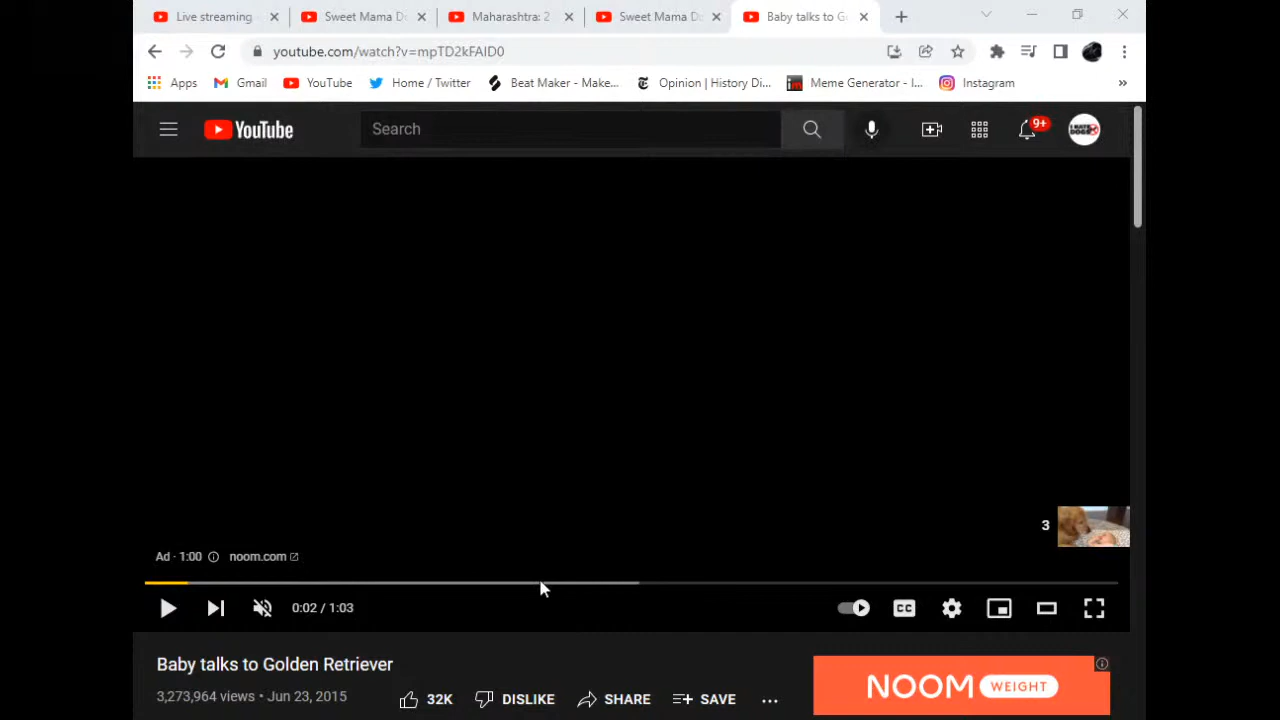 Live streaming
Sweet Mama D
Maharashtra: 2
Sweet Mama D
Baby talks to G
youtube.com/watch?v=mpTD2kFAID0
Apps
Gmail
YouTube
Home / Twitter
Beat Maker - Make...
Opinion | History Di...
Meme Generator - I...
Instagram
»
YouTube
Search
9+
3
Ad · 1:00
noom.com
0:02 / 1:03
CC
Baby talks to Golden Retriever
3,273,964 views • Jun 23, 2015
32K
DISLIKE
SHARE
SAVE
...
NOOM WEIGHT